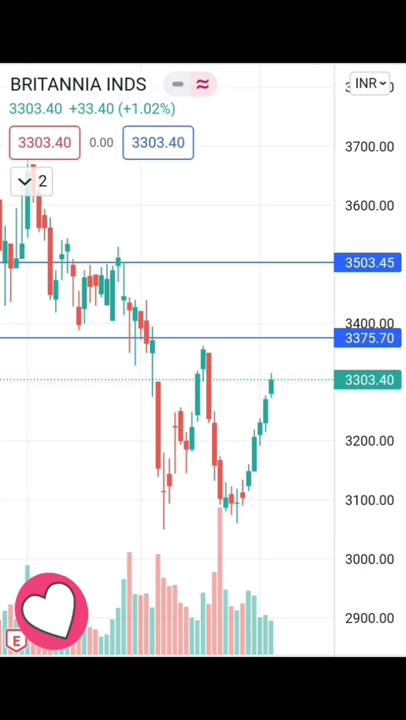 BRITANNIA INDS
INR
3303.40 +33.40 (+1.02%)
3303.40 0.00 3303.40
2
3700.00
3600.00
3503.45
3400.00
3375.70
3303.40
3200.00
3100.00
3000.00
2900.00
E